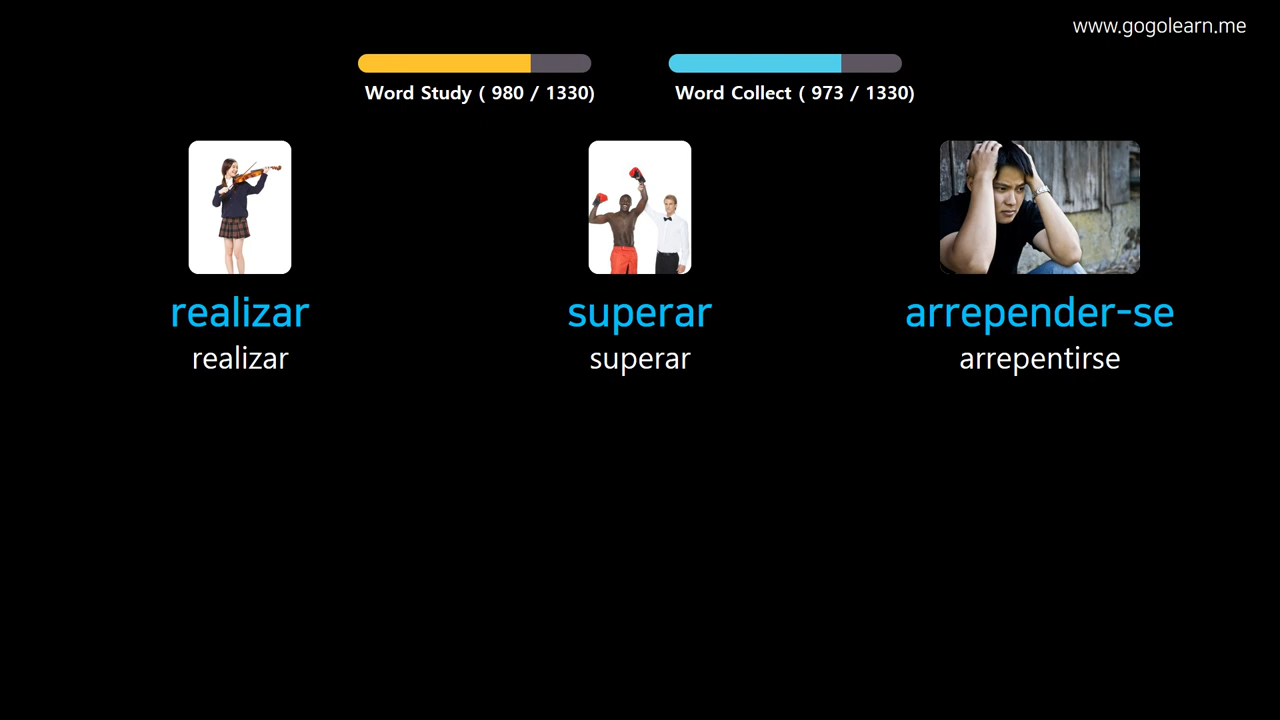 www.gogolearn.me
Word Study ( 980 / 1330)
Word Collect ( 973 / 1330)
realizar
superar
arrepender-se
realizar
superar
arrepentirse